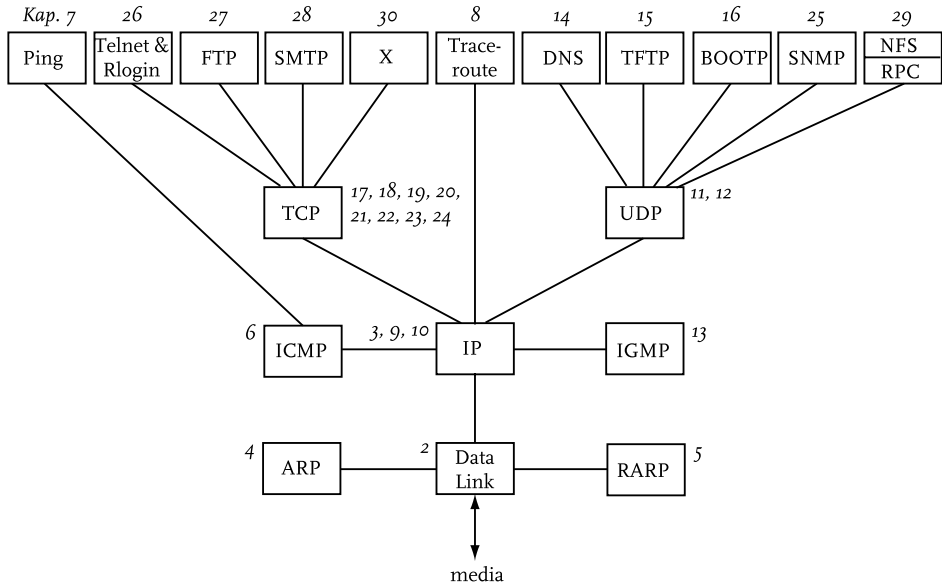 Kap. 7 26 27 28 30 8 14 15 16 25 29
Ping
Telnet &
Rlogin
FTP
SMTP
X
Trace-
route
DNS
TFTP
BOOTP
SNMP
NFS
RPC
TCP
17, 18, 19, 20,
21, 22, 23, 24
UDP
11, 12
6
ICMP
3, 9, 10
IP
IGMP
13
4
ARP
2
Data
Link
RARP
5
media